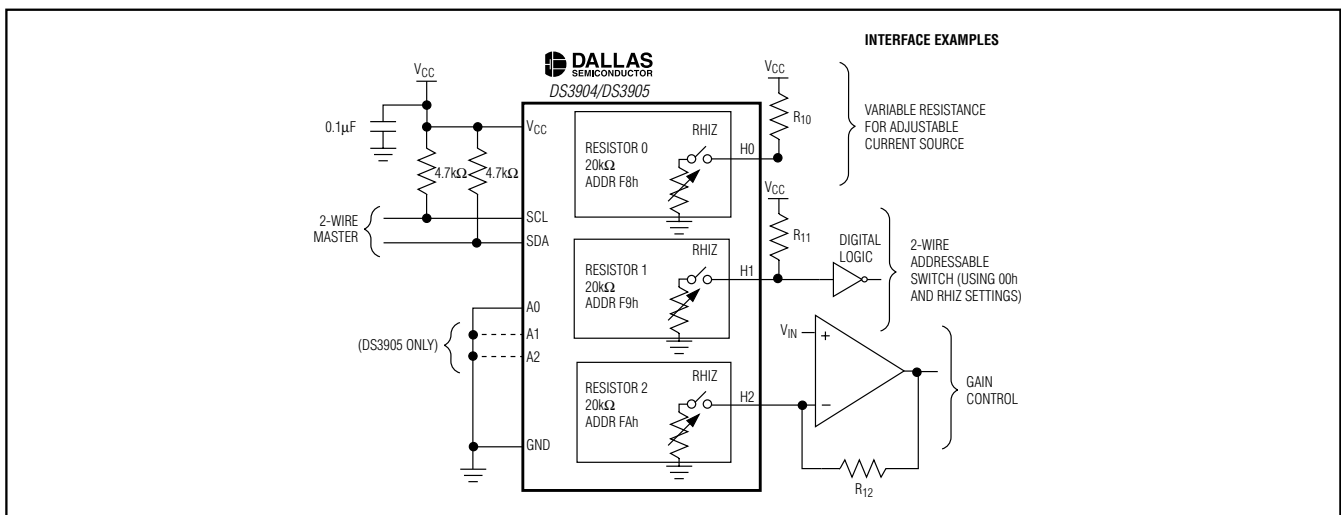 INTERFACE EXAMPLES
DALLAS
SEMICONDUCTOR
DS3904/DS3905
VCC
0.1µF
4.7kΩ
4.7kΩ
2-WIRE
MASTER
VCC
SCL
SDA
A0
A1
A2
(DS3905 ONLY)
GND
RESISTOR 0
20kΩ
ADDR F8h
RHIZ
H0
VCC
R10
VARIABLE RESISTANCE
FOR ADJUSTABLE
CURRENT SOURCE
RESISTOR 1
20kΩ
ADDR F9h
RHIZ
H1
VCC
R11
DIGITAL
LOGIC
2-WIRE
ADDRESSABLE
SWITCH (USING 00h
AND RHIZ SETTINGS)
RESISTOR 2
20kΩ
ADDR FAh
RHIZ
H2
VIN
+
−
R12
GAIN
CONTROL